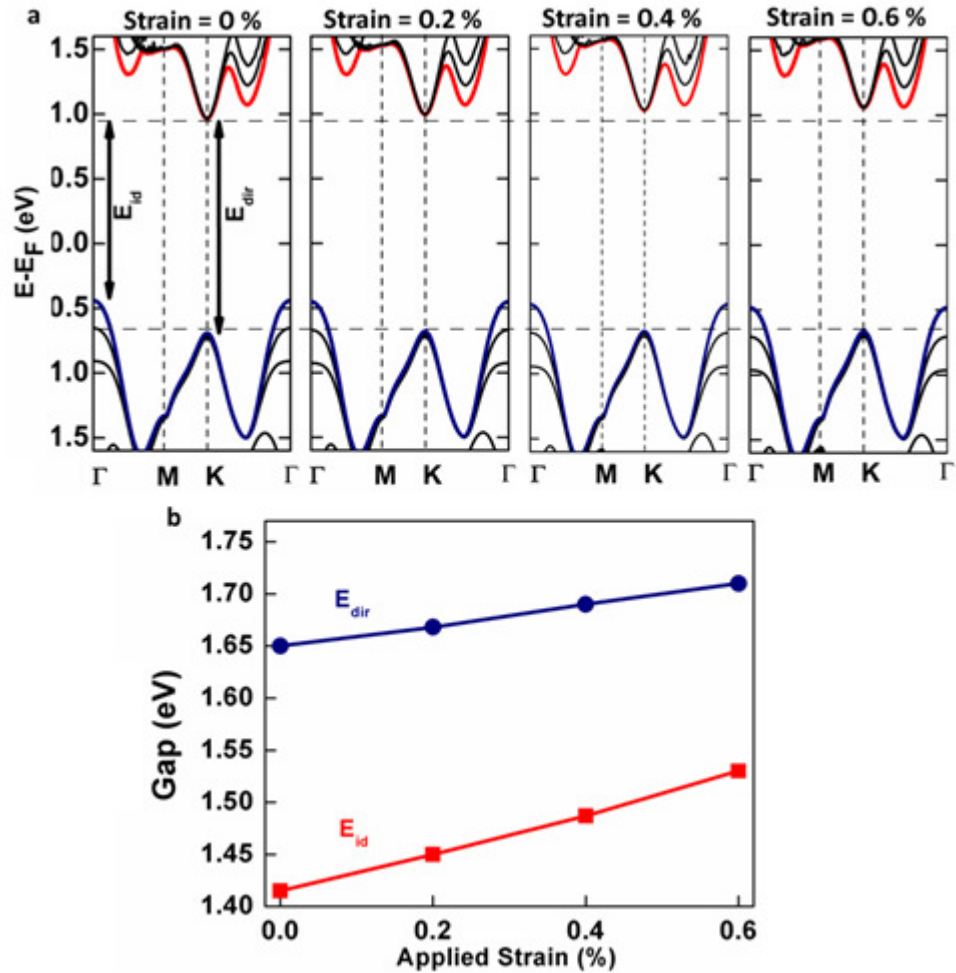 a
Strain = 0 % Strain = 0.2 % Strain = 0.4 % Strain = 0.6 %
1.5
1.0
0.5
0.0
0.5
1.0
1.5
E-E_F (eV)
E_id
E_dir
Γ M K Γ Γ M K Γ Γ M K Γ Γ M K Γ
b
1.75
1.70
1.65
1.60
1.55
1.50
1.45
1.40
Gap (eV)
E_dir
E_id
0.0 0.2 0.4 0.6
Applied Strain (%)